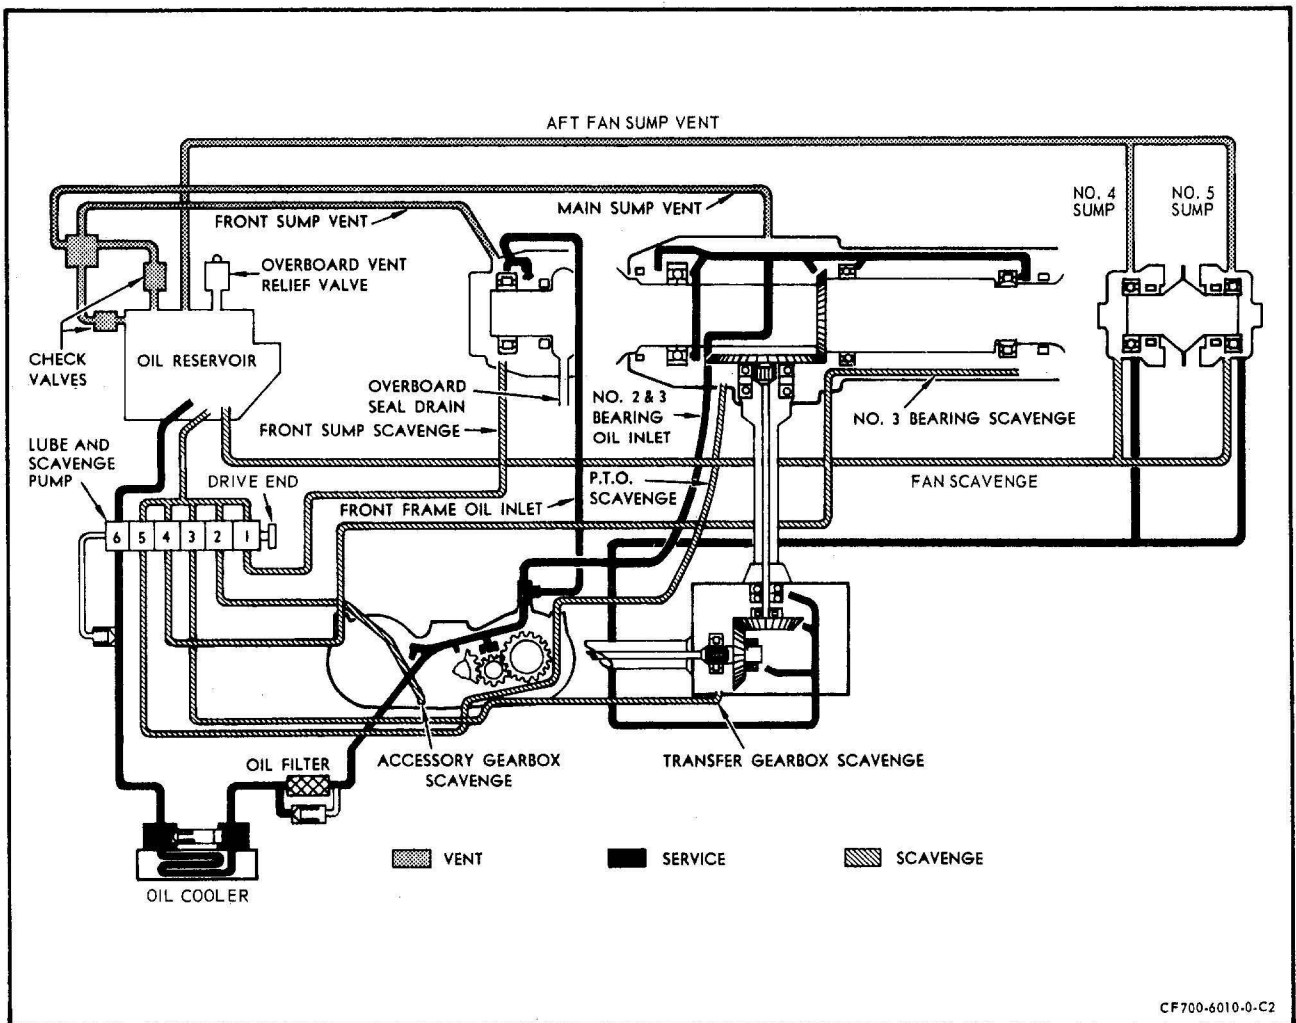 AFT FAN SUMP VENT
NO. 4
SUMP
NO. 5
SUMP
MAIN SUMP VENT
FRONT SUMP VENT
OVERBOARD VENT
RELIEF VALVE
CHECK
VALVES
OIL RESERVOIR
OVERBOARD
SEAL DRAIN
NO. 2 & 3
BEARING
OIL INLET
NO. 3 BEARING SCAVENGE
FRONT SUMP SCAVENGE
LUBE AND
SCAVENGE
PUMP
DRIVE END
P.T.O.
SCAVENGE
FAN SCAVENGE
FRONT FRAME OIL INLET
6 5 4 3 2 1
OIL FILTER
ACCESSORY GEARBOX
SCAVENGE
TRANSFER GEARBOX SCAVENGE
VENT
SERVICE
SCAVENGE
OIL COOLER
CF700-6010-0-C2